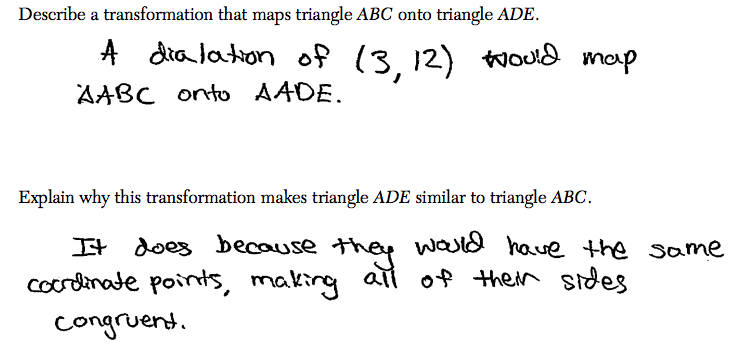 Describe a transformation that maps triangle ABC onto triangle ADE.
A dialation of (3, 12) would map
△ABC onto △ADE.
Explain why this transformation makes triangle ADE similar to triangle ABC.
It does because they would have the same
coordinate points, making all of their sides
congruent.